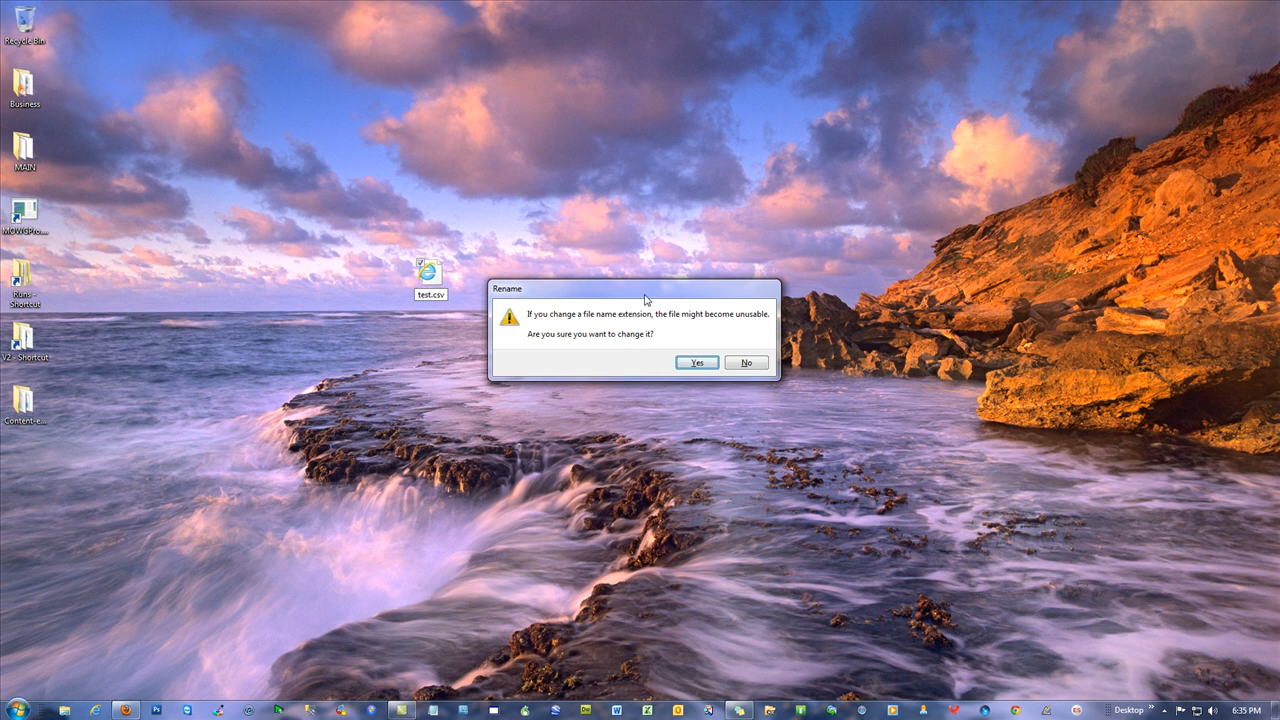 Recycle Bin
Business
MAIN
MOWGPro...
Runs -
Shortcut
V2 - Shortcut
Content-e...
test.csv
Rename
If you change a file name extension, the file might become unusable.
Are you sure you want to change it?
Yes
No
Desktop
6:35 PM